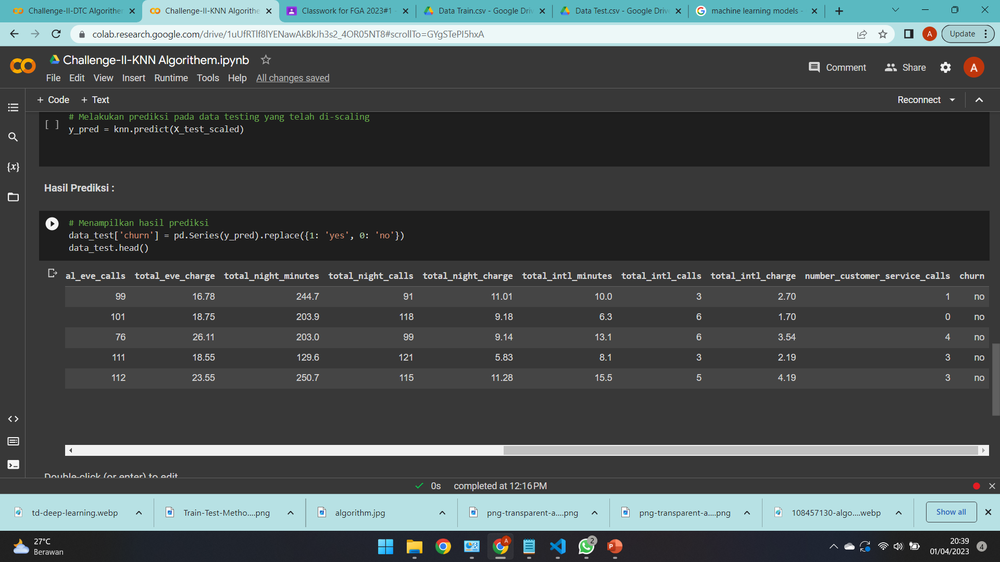 Challenge-II-DTC Algorithem
Challenge-II-KNN Algorithe
Classwork for FGA 2023#1 -
Data Train.csv - Google Driv
Data Test.csv - Google Drive
machine learning models -
colab.research.google.com/drive/1uUfRTlf8lYENawAkBkJh3s2_4OR05NT8#scrollTo=GYgSTePI5hxA
A
Update
Challenge-II-KNN Algorithem.ipynb
Comment
Share
A
File Edit View Insert Runtime Tools Help All changes saved
+ Code + Text
Reconnect
# Melakukan prediksi pada data testing yang telah di-scaling
[ ] y_pred = knn.predict(X_test_scaled)
{x}
Hasil Prediksi :
# Menampilkan hasil prediksi
data_test['churn'] = pd.Series(y_pred).replace({1: 'yes', 0: 'no'})
data_test.head()
al_eve_calls total_eve_charge total_night_minutes total_night_calls total_night_charge total_intl_minutes total_intl_calls total_intl_charge number_customer_service_calls churn
99 16.78 244.7 91 11.01 10.0 3 2.70 1 no
101 18.75 203.9 118 9.18 6.3 6 1.70 0 no
76 26.11 203.0 99 9.14 13.1 6 3.54 4 no
111 18.55 129.6 121 5.83 8.1 3 2.19 3 no
112 23.55 250.7 115 11.28 15.5 5 4.19 3 no
Double-click (or enter) to edit
0s completed at 12:16 PM
td-deep-learning.webp
Train-Test-Metho....png
algorithm.jpg
png-transparent-a....png
png-transparent-a....png
108457130-algo....webp
Show all
27°C
Berawan
A
2
20:39
01/04/2023
4